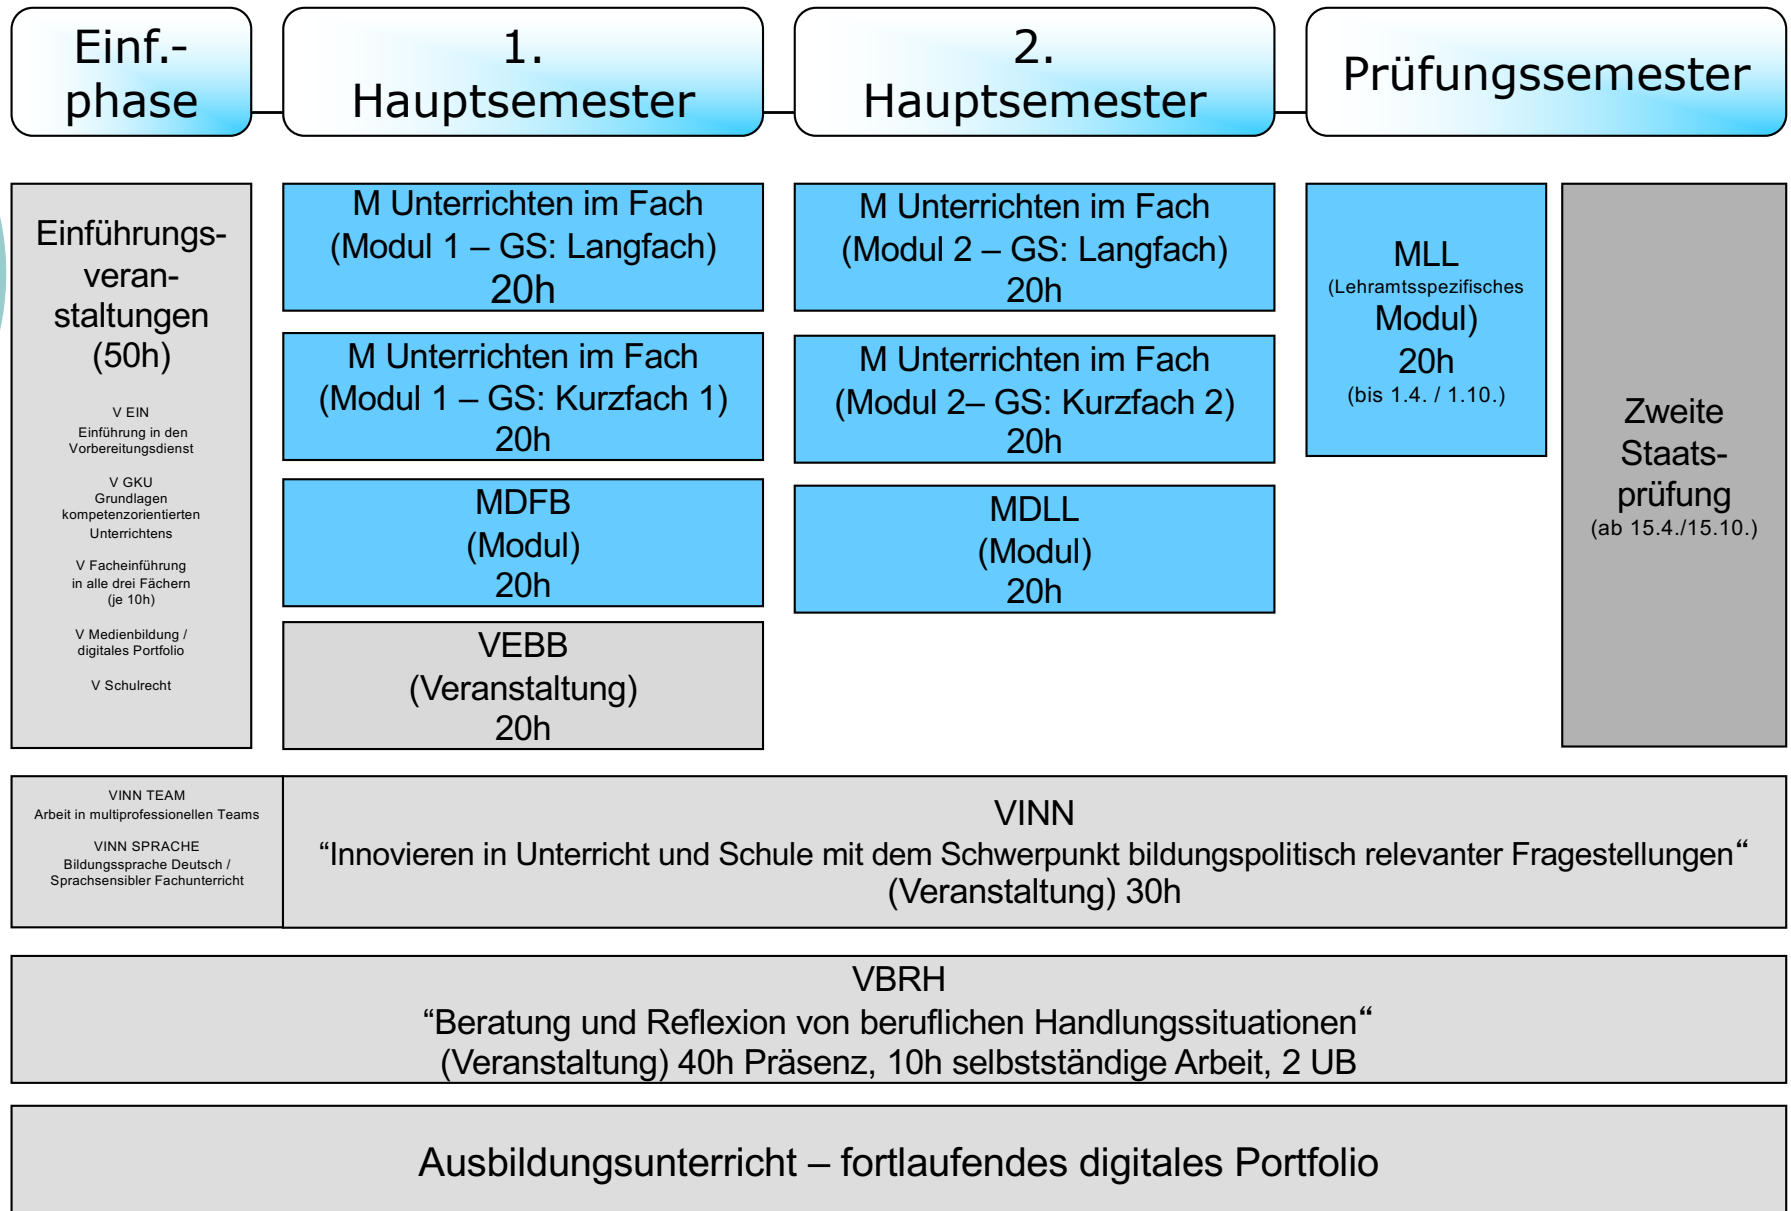 Einf.-
phase
1.
Hauptsemester
2.
Hauptsemester
Prüfungssemester
Einführungs-
veran-
staltungen
(50h)
V EIN
Einführung in den
Vorbereitungsdienst
V GKU
Grundlagen
kompetenzorientierten
Unterrichtens
V Facheinführung
in alle drei Fächern
(je 10h)
V Medienbildung /
digitales Portfolio
V Schulrecht
M Unterrichten im Fach
(Modul 1 – GS: Langfach)
20h
M Unterrichten im Fach
(Modul 1 – GS: Kurzfach 1)
20h
MDFB
(Modul)
20h
VEBB
(Veranstaltung)
20h
M Unterrichten im Fach
(Modul 2 – GS: Langfach)
20h
M Unterrichten im Fach
(Modul 2– GS: Kurzfach 2)
20h
MDLL
(Modul)
20h
MLL
(Lehramtsspezifisches
Modul)
20h
(bis 1.4. / 1.10.)
Zweite
Staats-
prüfung
(ab 15.4./15.10.)
VINN TEAM
Arbeit in multiprofessionellen Teams
VINN SPRACHE
Bildungssprache Deutsch /
Sprachsensibler Fachunterricht
VINN
“Innovieren in Unterricht und Schule mit dem Schwerpunkt bildungspolitisch relevanter Fragestellungen“
(Veranstaltung) 30h
VBRH
“Beratung und Reflexion von beruflichen Handlungssituationen“
(Veranstaltung) 40h Präsenz, 10h selbstständige Arbeit, 2 UB
Ausbildungsunterricht – fortlaufendes digitales Portfolio